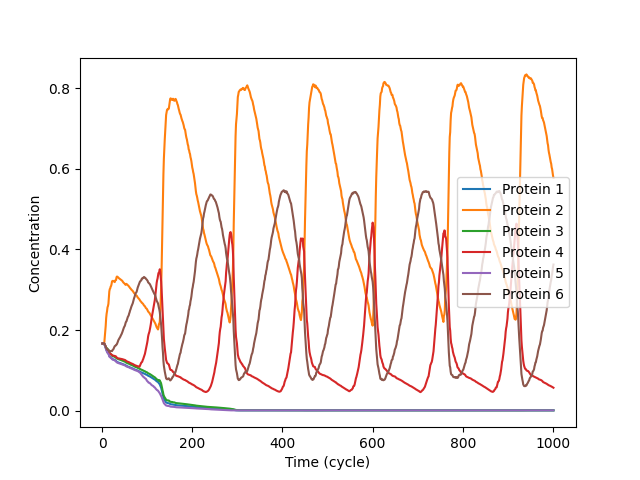 0.8
0.6
0.4
0.2
0.0
Concentration
Protein 1
Protein 2
Protein 3
Protein 4
Protein 5
Protein 6
0 200 400 600 800 1000
Time (cycle)